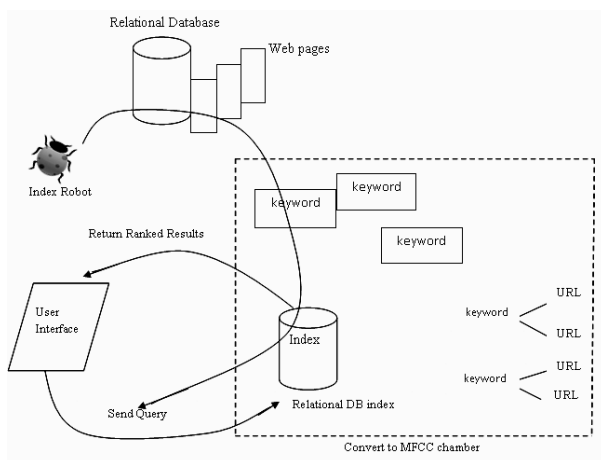 Relational Database
Web pages
Index Robot
keyword
keyword
keyword
Return Ranked Results
User
Interface
Index
keyword
URL
URL
keyword
URL
URL
Send Query
Relational DB index
Convert to MFCC chamber